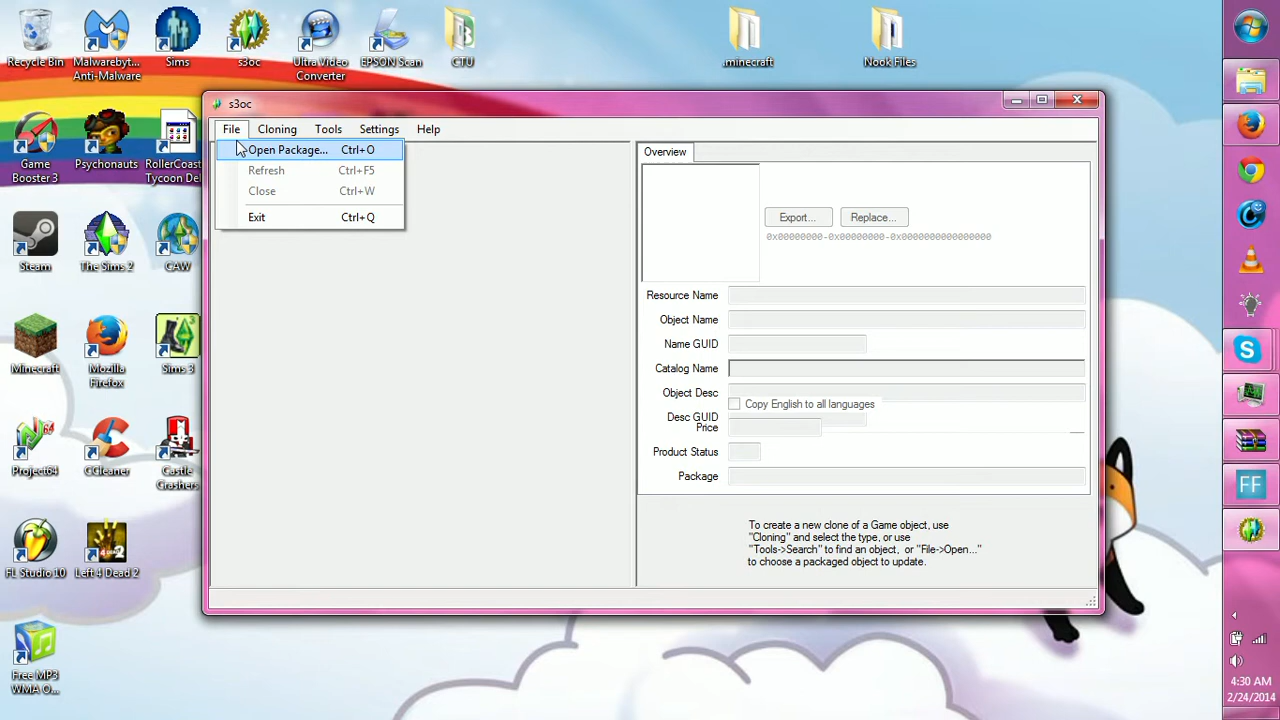 Recycle Bin
Malwarebyt...
Anti-Malware
Sims
s3oc
Ultra Video
Converter
EPSON Scan
CTU
.minecraft
Nook Files
Game
Booster 3
Psychonauts
RollerCoast
Tycoon Del
Steam
The Sims 2
CAW
Minecraft
Mozilla
Firefox
Sims 3
Project64
CCleaner
Castle
Crashers
FL Studio 10
Left 4 Dead 2
Free MP3
WMA O...
s3oc
File Cloning Tools Settings Help
Open Package... Ctrl+O
Refresh Ctrl+F5
Close Ctrl+W
Exit Ctrl+Q
Overview
Export... Replace...
0x00000000-0x00000000-0x0000000000000000
Resource Name
Object Name
Name GUID
Catalog Name
Object Desc
Copy English to all languages
Desc GUID
Price
Product Status
Package
To create a new clone of a Game object, use
"Cloning" and select the type, or use
"Tools->Search" to find an object, or "File->Open..."
to choose a packaged object to update.
FF
4:30 AM
2/24/2014